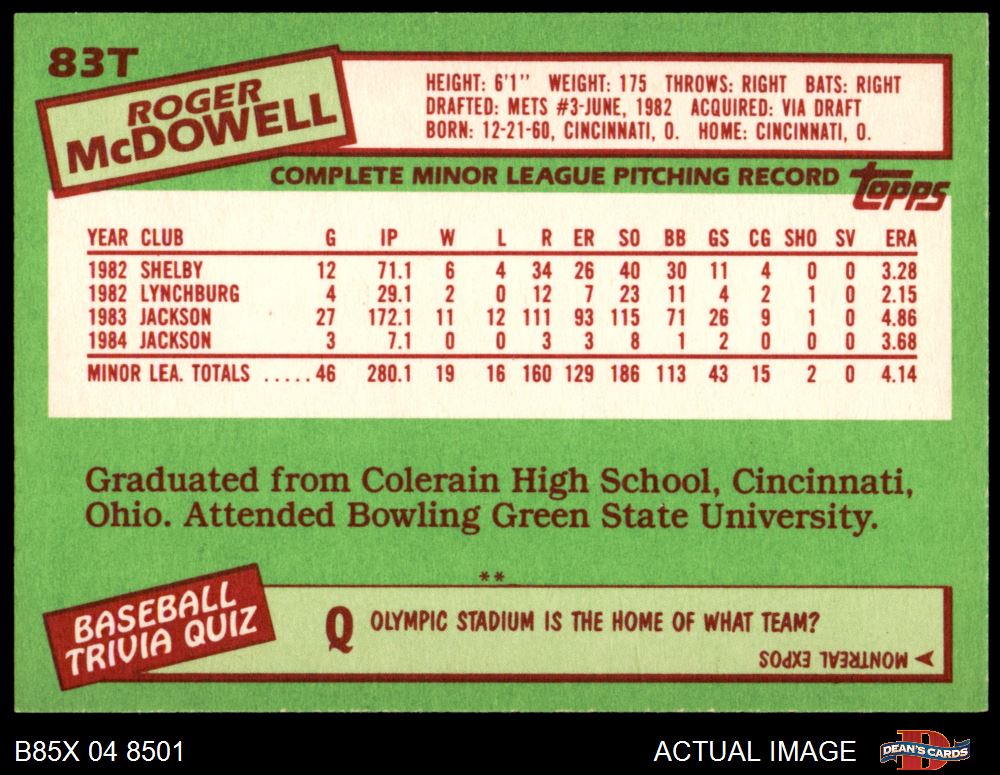 83T
ROGER
McDOWELL
HEIGHT: 6'1" WEIGHT: 175 THROWS: RIGHT BATS: RIGHT
DRAFTED: METS #3-JUNE, 1982 ACQUIRED: VIA DRAFT
BORN: 12-21-60, CINCINNATI, O. HOME: CINCINNATI, O.
COMPLETE MINOR LEAGUE PITCHING RECORD topps
YEAR CLUB G IP W L R ER SO BB GS CG SHO SV ERA
1982 SHELBY 12 71.1 6 4 34 26 40 30 11 4 0 0 3.28
1982 LYNCHBURG 4 29.1 2 0 12 7 23 11 4 2 1 0 2.15
1983 JACKSON 27 172.1 11 12 111 93 115 71 26 9 1 0 4.86
1984 JACKSON 3 7.1 0 0 3 3 8 1 2 0 0 0 3.68
MINOR LEA. TOTALS .....46 280.1 19 16 160 129 186 113 43 15 2 0 4.14
Graduated from Colerain High School, Cincinnati,
Ohio. Attended Bowling Green State University.
**
BASEBALL
TRIVIA QUIZ
Q OLYMPIC STADIUM IS THE HOME OF WHAT TEAM?
MONTREAL EXPOS
B85X 04 8501 ACTUAL IMAGE DEAN'S CARDS